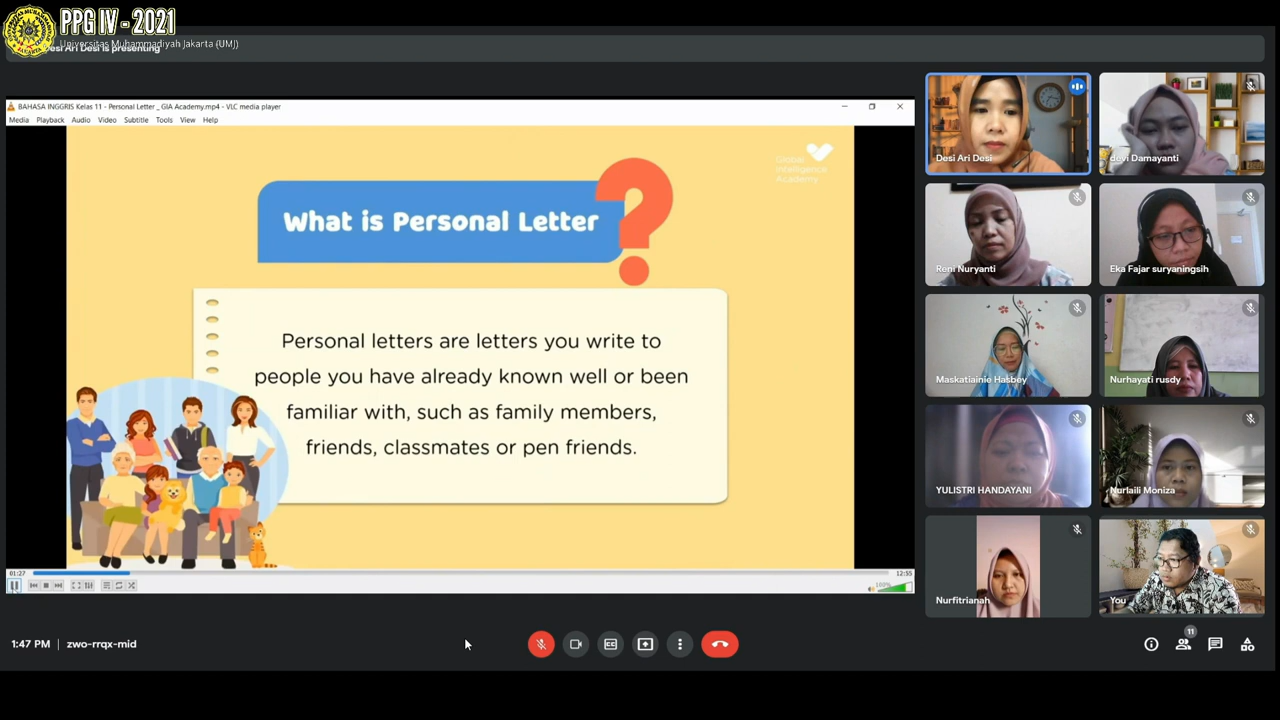 PPG IV - 2021
Universitas Muhammadiyah Jakarta (UMJ)
Desi Ari Desi is presenting
BAHASA INGGRIS Kelas 11 - Personal Letter _ GIA Academy.mp4 - VLC media player
Media Playback Audio Video Subtitle Tools View Help
Global
Intelligence
Academy
What is Personal Letter?
Personal letters are letters you write to
people you have already known well or been
familiar with, such as family members,
friends, classmates or pen friends.
01:27
12:55
100%
Desi Ari Desi
devi Damayanti
Reni Nuryanti
Eka Fajar suryaningsih
Maskatiainie Hasbey
Nurhayati rusdy
YULISTRI HANDAYANI
Nurlaili Moniza
Nurfitrianah
You
1:47 PM | zwo-rrqx-mid
11